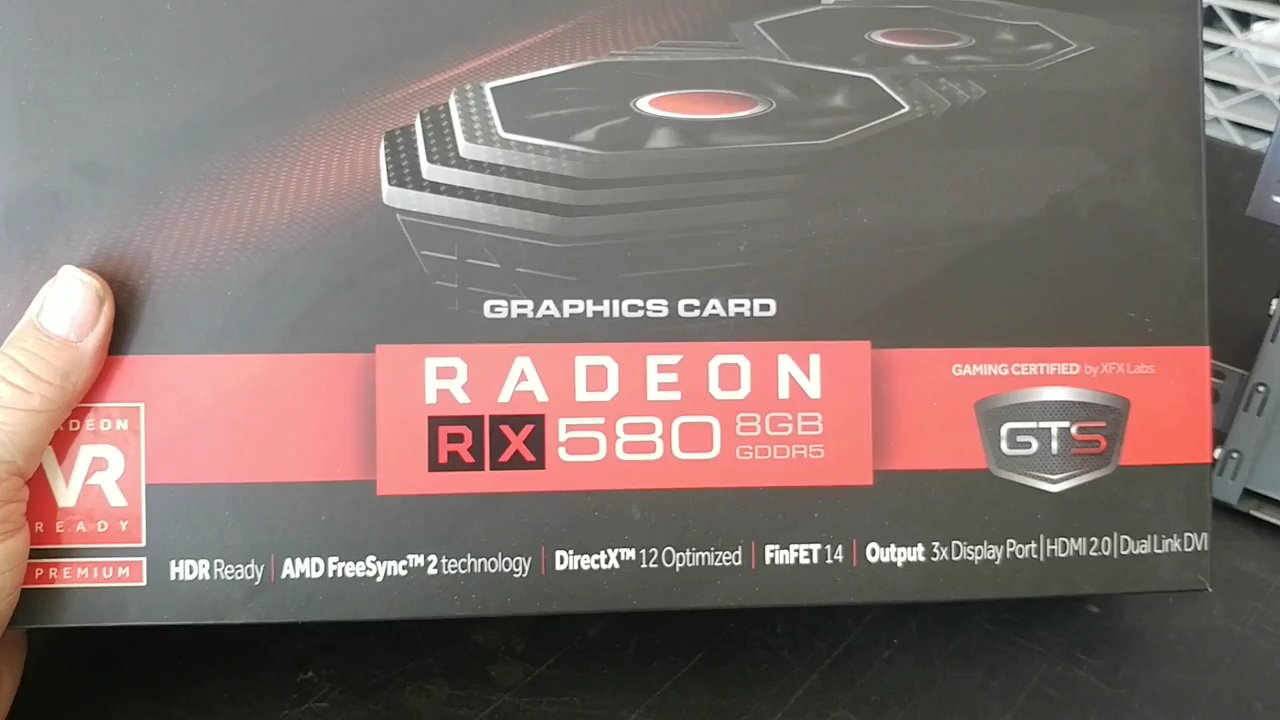 GRAPHICS CARD
RADEON
RX 580 8GB
GDDR5
GAMING CERTIFIED by XFX Labs
GTS
VR
READY
PREMIUM
HDR Ready | AMD FreeSync™ 2 technology | DirectX™ 12 Optimized | FinFET 14 | Output 3x Display Port | HDMI 2.0 | Dual Link DVI